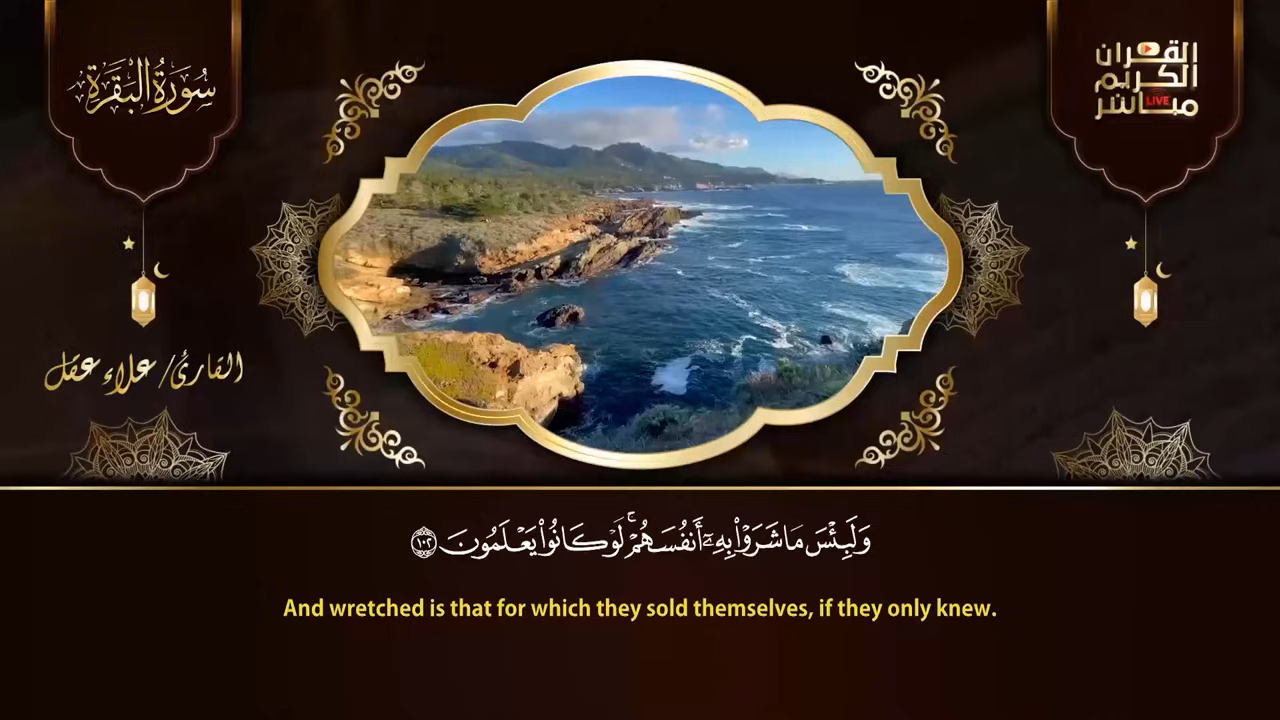 سُورَةُ البَقَرَةِ
القرآن
الكريم
مباشر
LIVE
القارئ/ علاء عقل
وَلَبِئْسَ مَا شَرَوْا۟ بِهِۦٓ أَنفُسَهُمْ ۚ لَوْ كَانُوا۟ يَعْلَمُونَ ١٠٢
And wretched is that for which they sold themselves, if they only knew.